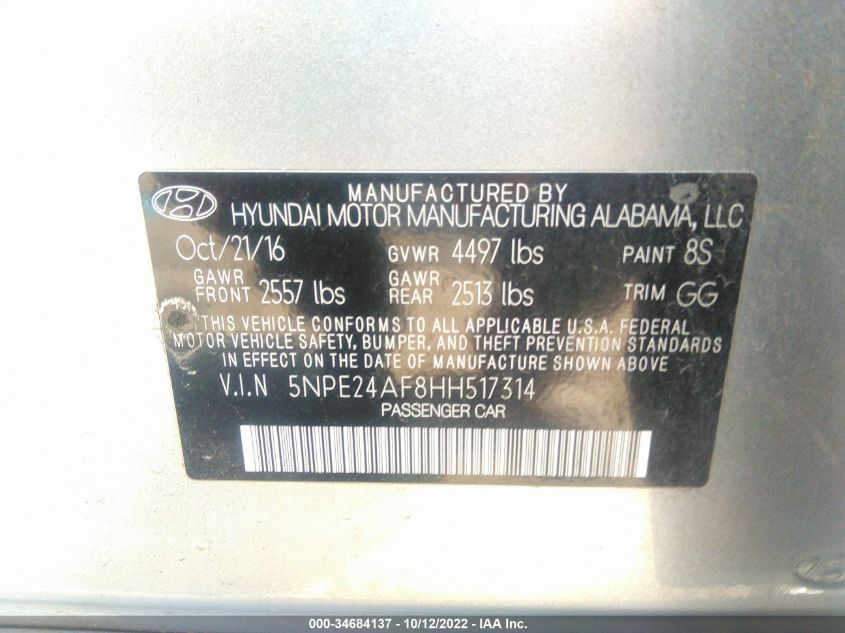 MANUFACTURED BY
HYUNDAI MOTOR MANUFACTURING ALABAMA, LLC
Oct/21/16 GVWR 4497 lbs PAINT 8S
GAWR FRONT 2557 lbs GAWR REAR 2513 lbs TRIM GG
THIS VEHICLE CONFORMS TO ALL APPLICABLE U.S.A. FEDERAL
MOTOR VEHICLE SAFETY, BUMPER, AND THEFT PREVENTION STANDARDS
IN EFFECT ON THE DATE OF MANUFACTURE SHOWN ABOVE
V.I.N 5NPE24AF8HH517314
PASSENGER CAR
000-34684137 - 10/12/2022 - IAA Inc.